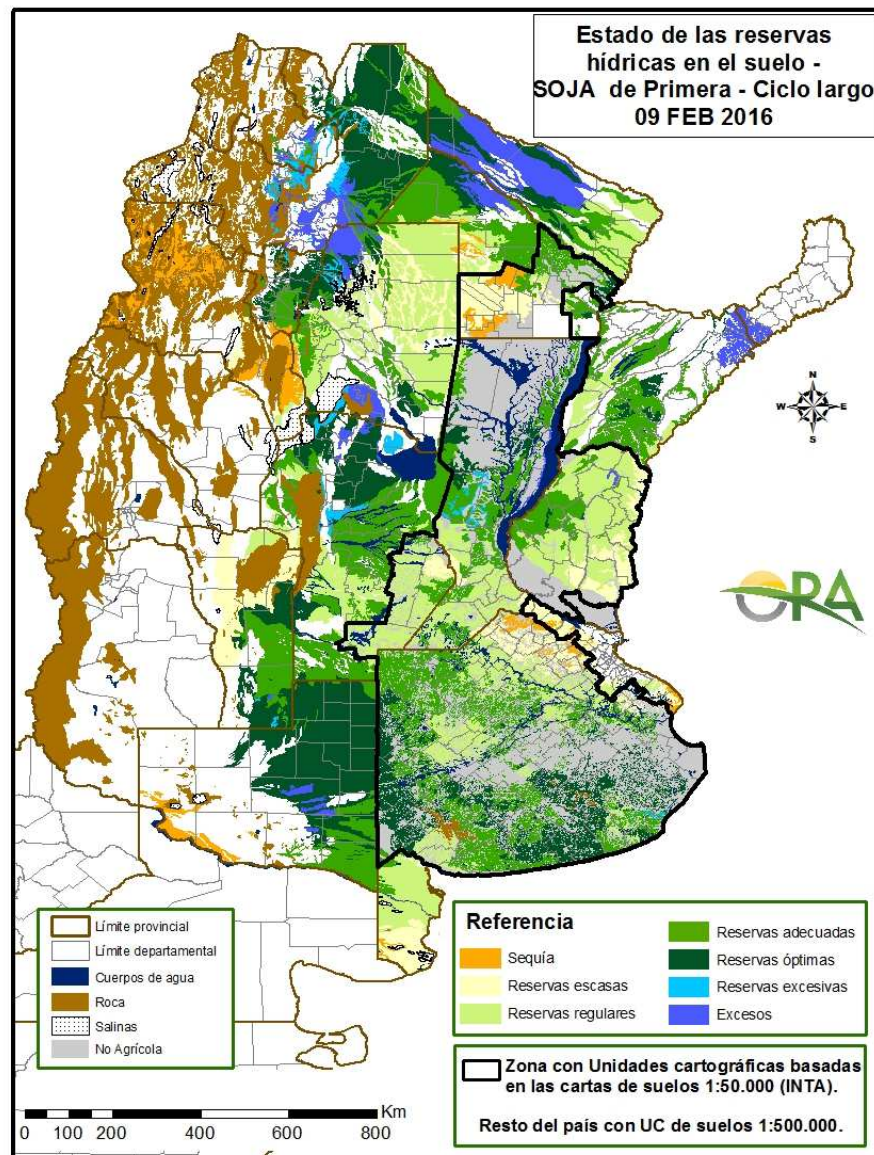 Estado de las reservas
hídricas en el suelo -
SOJA de Primera - Ciclo largo
09 FEB 2016
N
W E
S
ORA
Límite provincial
Límite departamental
Cuerpos de agua
Roca
Salinas
No Agrícola
Referencia
Sequía
Reservas escasas
Reservas regulares
Reservas adecuadas
Reservas óptimas
Reservas excesivas
Excesos
Zona con Unidades cartográficas basadas
en las cartas de suelos 1:50.000 (INTA).
Resto del país con UC de suelos 1:500.000.
Km
0 100 200 400 600 800